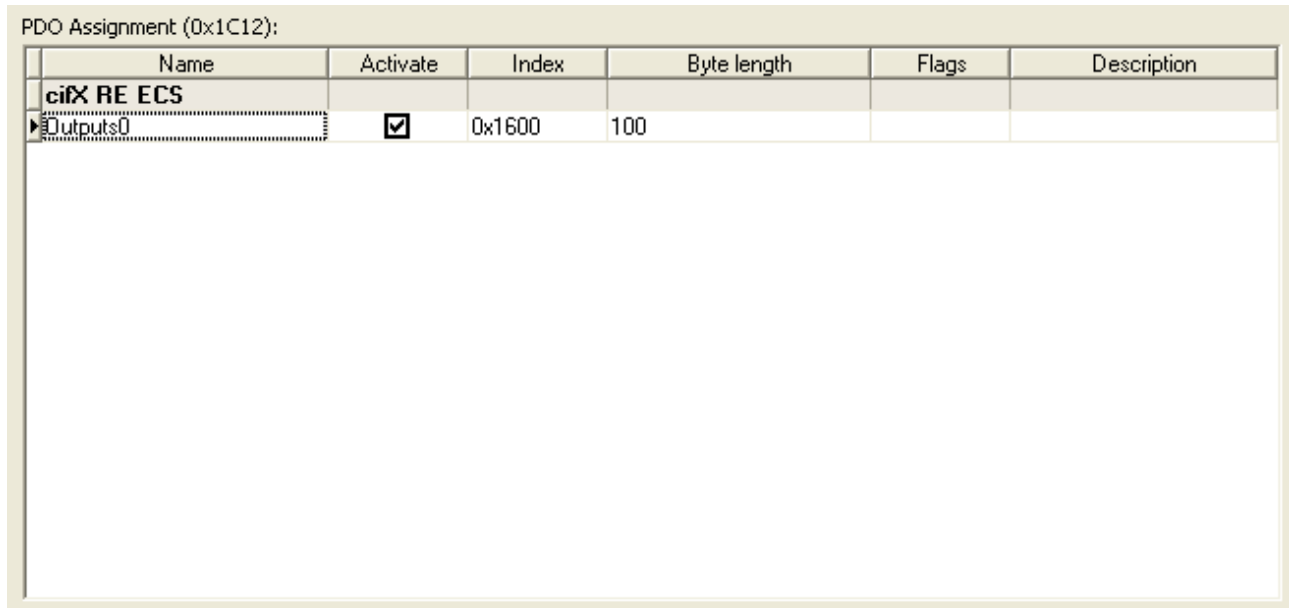 PDO Assignment (0x1C12):
Name Activate Index Byte length Flags Description
cifX RE ECS
Outputs0 0x1600 100